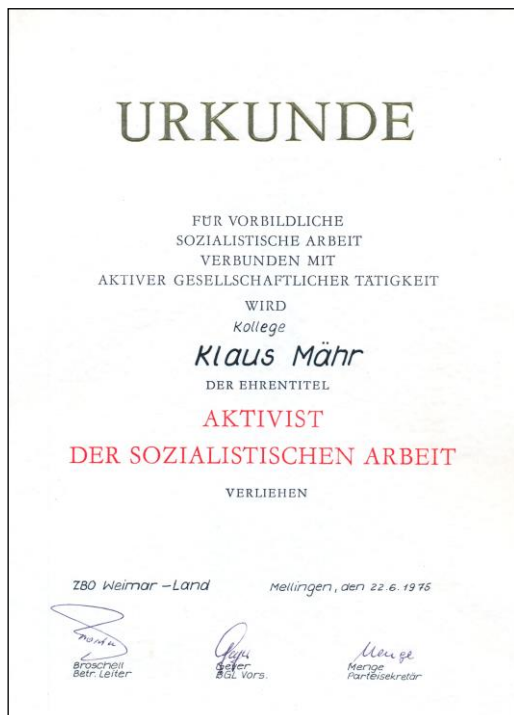 URKUNDE
FÜR VORBILDLICHE
SOZIALISTISCHE ARBEIT
VERBUNDEN MIT
AKTIVER GESELLSCHAFTLICHER TÄTIGKEIT
WIRD
Kollege
Klaus Mähr
DER EHRENTITEL
AKTIVIST
DER SOZIALISTISCHEN ARBEIT
VERLIEHEN
ZBO Weimar-Land Mellingen, den 22.6.1975
Menge
Broschell Geyer Menge
Betr. Leiter BGL Vors. Parteisekretär